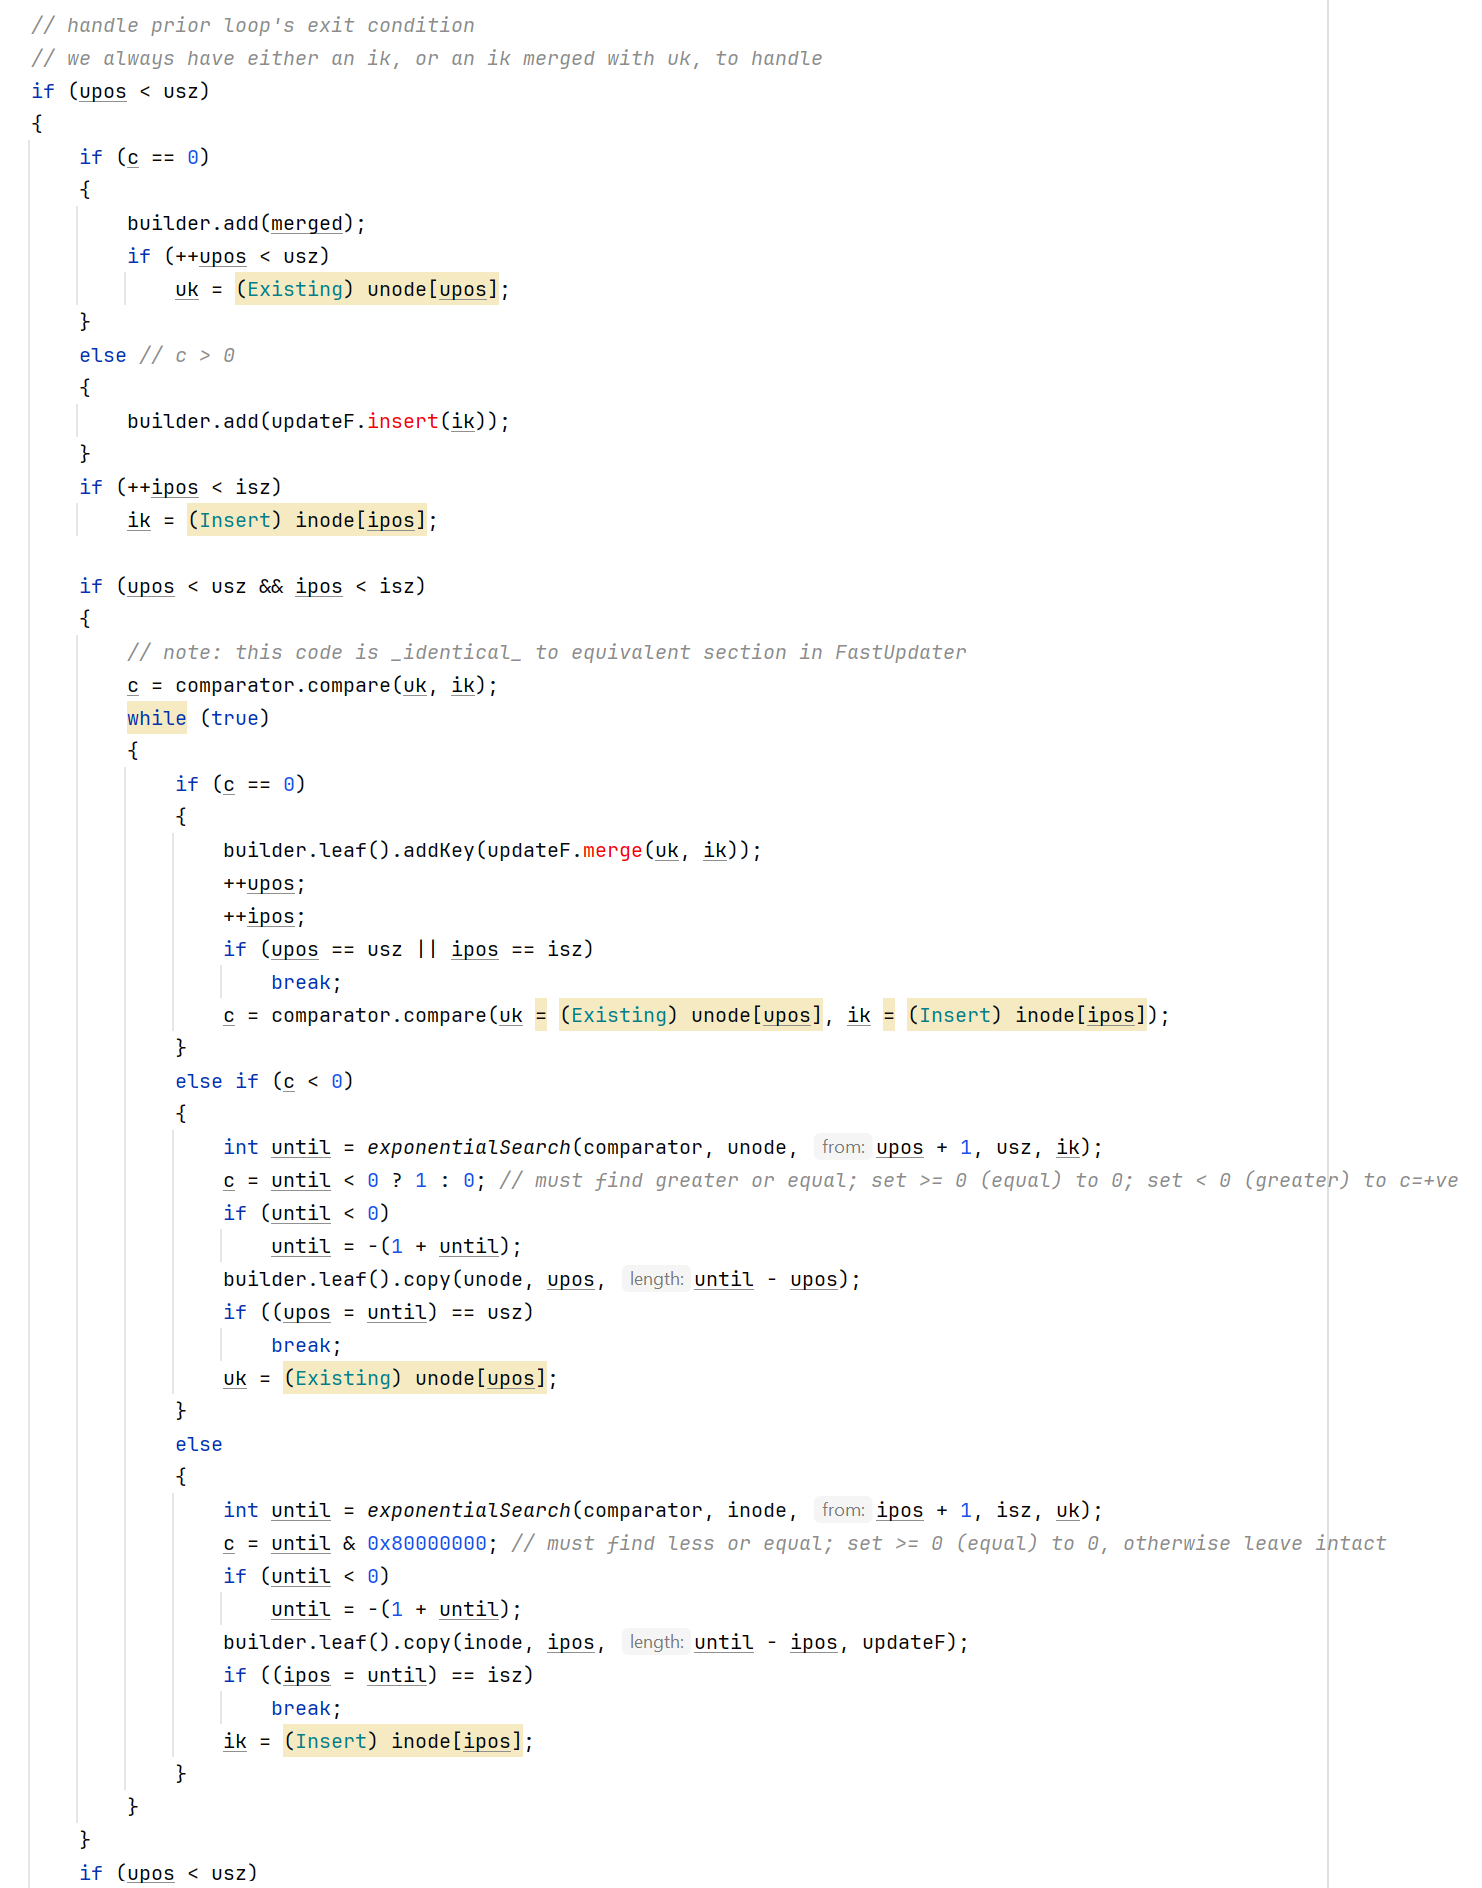 // handle prior loop's exit condition
// we always have either an ik, or an ik merged with uk, to handle
if (upos < usz)
{
    if (c == 0)
    {
        builder.add(merged);
        if (++upos < usz)
            uk = (Existing) unode[upos];
    }
    else // c > 0
    {
        builder.add(updateF.insert(ik));
    }
    if (++ipos < isz)
        ik = (Insert) inode[ipos];

    if (upos < usz && ipos < isz)
    {
        // note: this code is _identical_ to equivalent section in FastUpdater
        c = comparator.compare(uk, ik);
        while (true)
        {
            if (c == 0)
            {
                builder.leaf().addKey(updateF.merge(uk, ik));
                ++upos;
                ++ipos;
                if (upos == usz || ipos == isz)
                    break;
                c = comparator.compare(uk = (Existing) unode[upos], ik = (Insert) inode[ipos]);
            }
            else if (c < 0)
            {
                int until = exponentialSearch(comparator, unode, from: upos + 1, usz, ik);
                c = until < 0 ? 1 : 0; // must find greater or equal; set >= 0 (equal) to 0; set < 0 (greater) to c=+ve
                if (until < 0)
                    until = -(1 + until);
                builder.leaf().copy(unode, upos, length: until - upos);
                if ((upos = until) == usz)
                    break;
                uk = (Existing) unode[upos];
            }
            else
            {
                int until = exponentialSearch(comparator, inode, from: ipos + 1, isz, uk);
                c = until & 0x80000000; // must find less or equal; set >= 0 (equal) to 0, otherwise leave intact
                if (until < 0)
                    until = -(1 + until);
                builder.leaf().copy(inode, ipos, length: until - ipos, updateF);
                if ((ipos = until) == isz)
                    break;
                ik = (Insert) inode[ipos];
            }
        }
    }
    if (upos < usz)